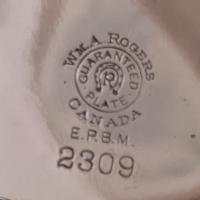 WM. A. ROGERS
GUARANTEED
R
PLATE
CANADA
E.P.B.M.
2309